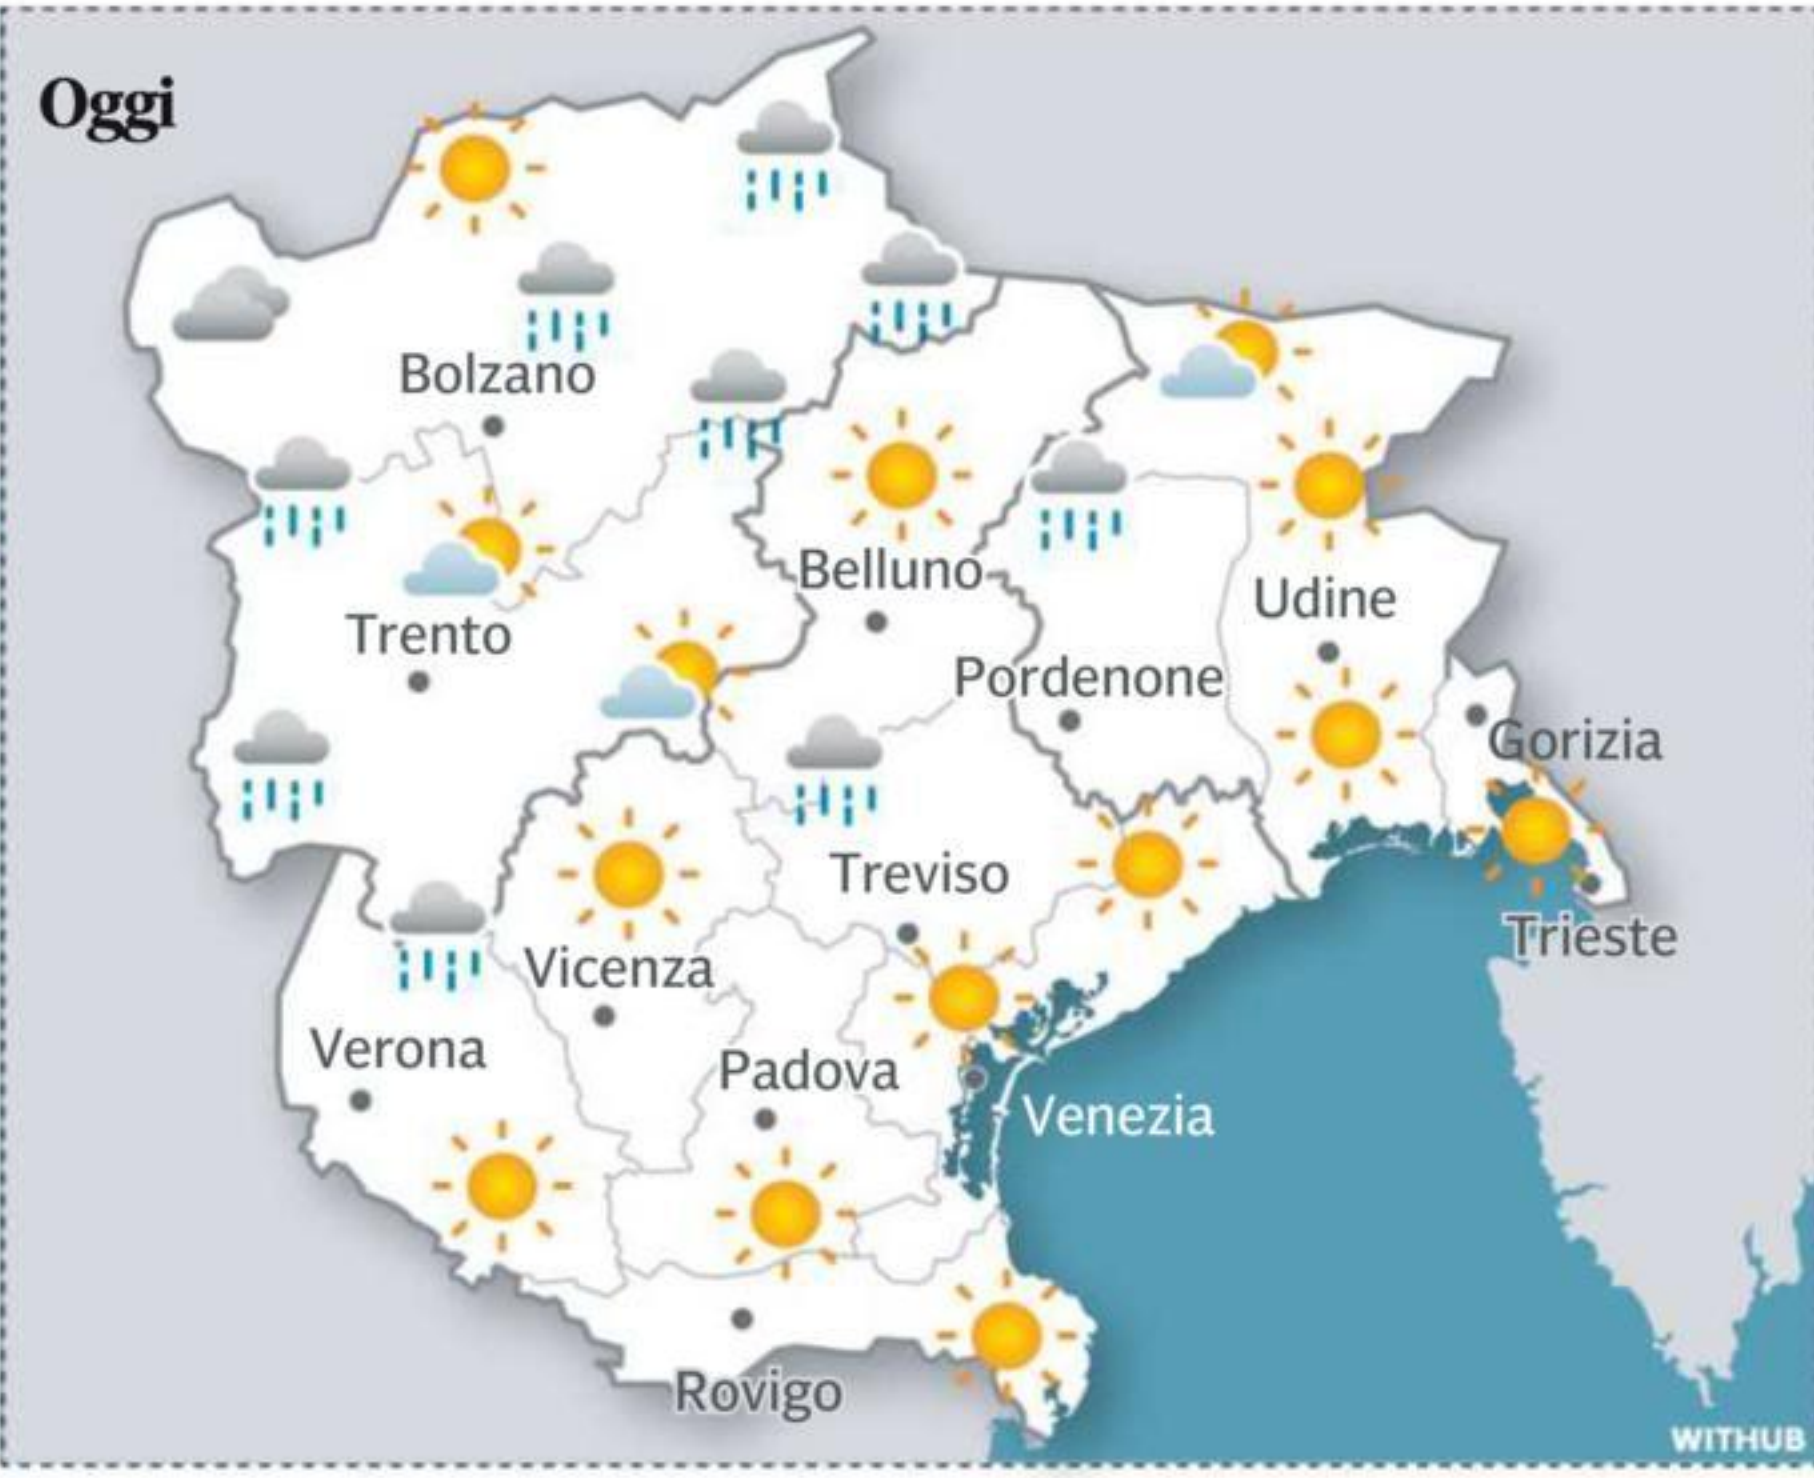 Oggi
Bolzano
Trento
Belluno
Udine
Pordenone
Gorizia
Treviso
Trieste
Vicenza
Verona
Padova
Venezia
Rovigo
WITHUB